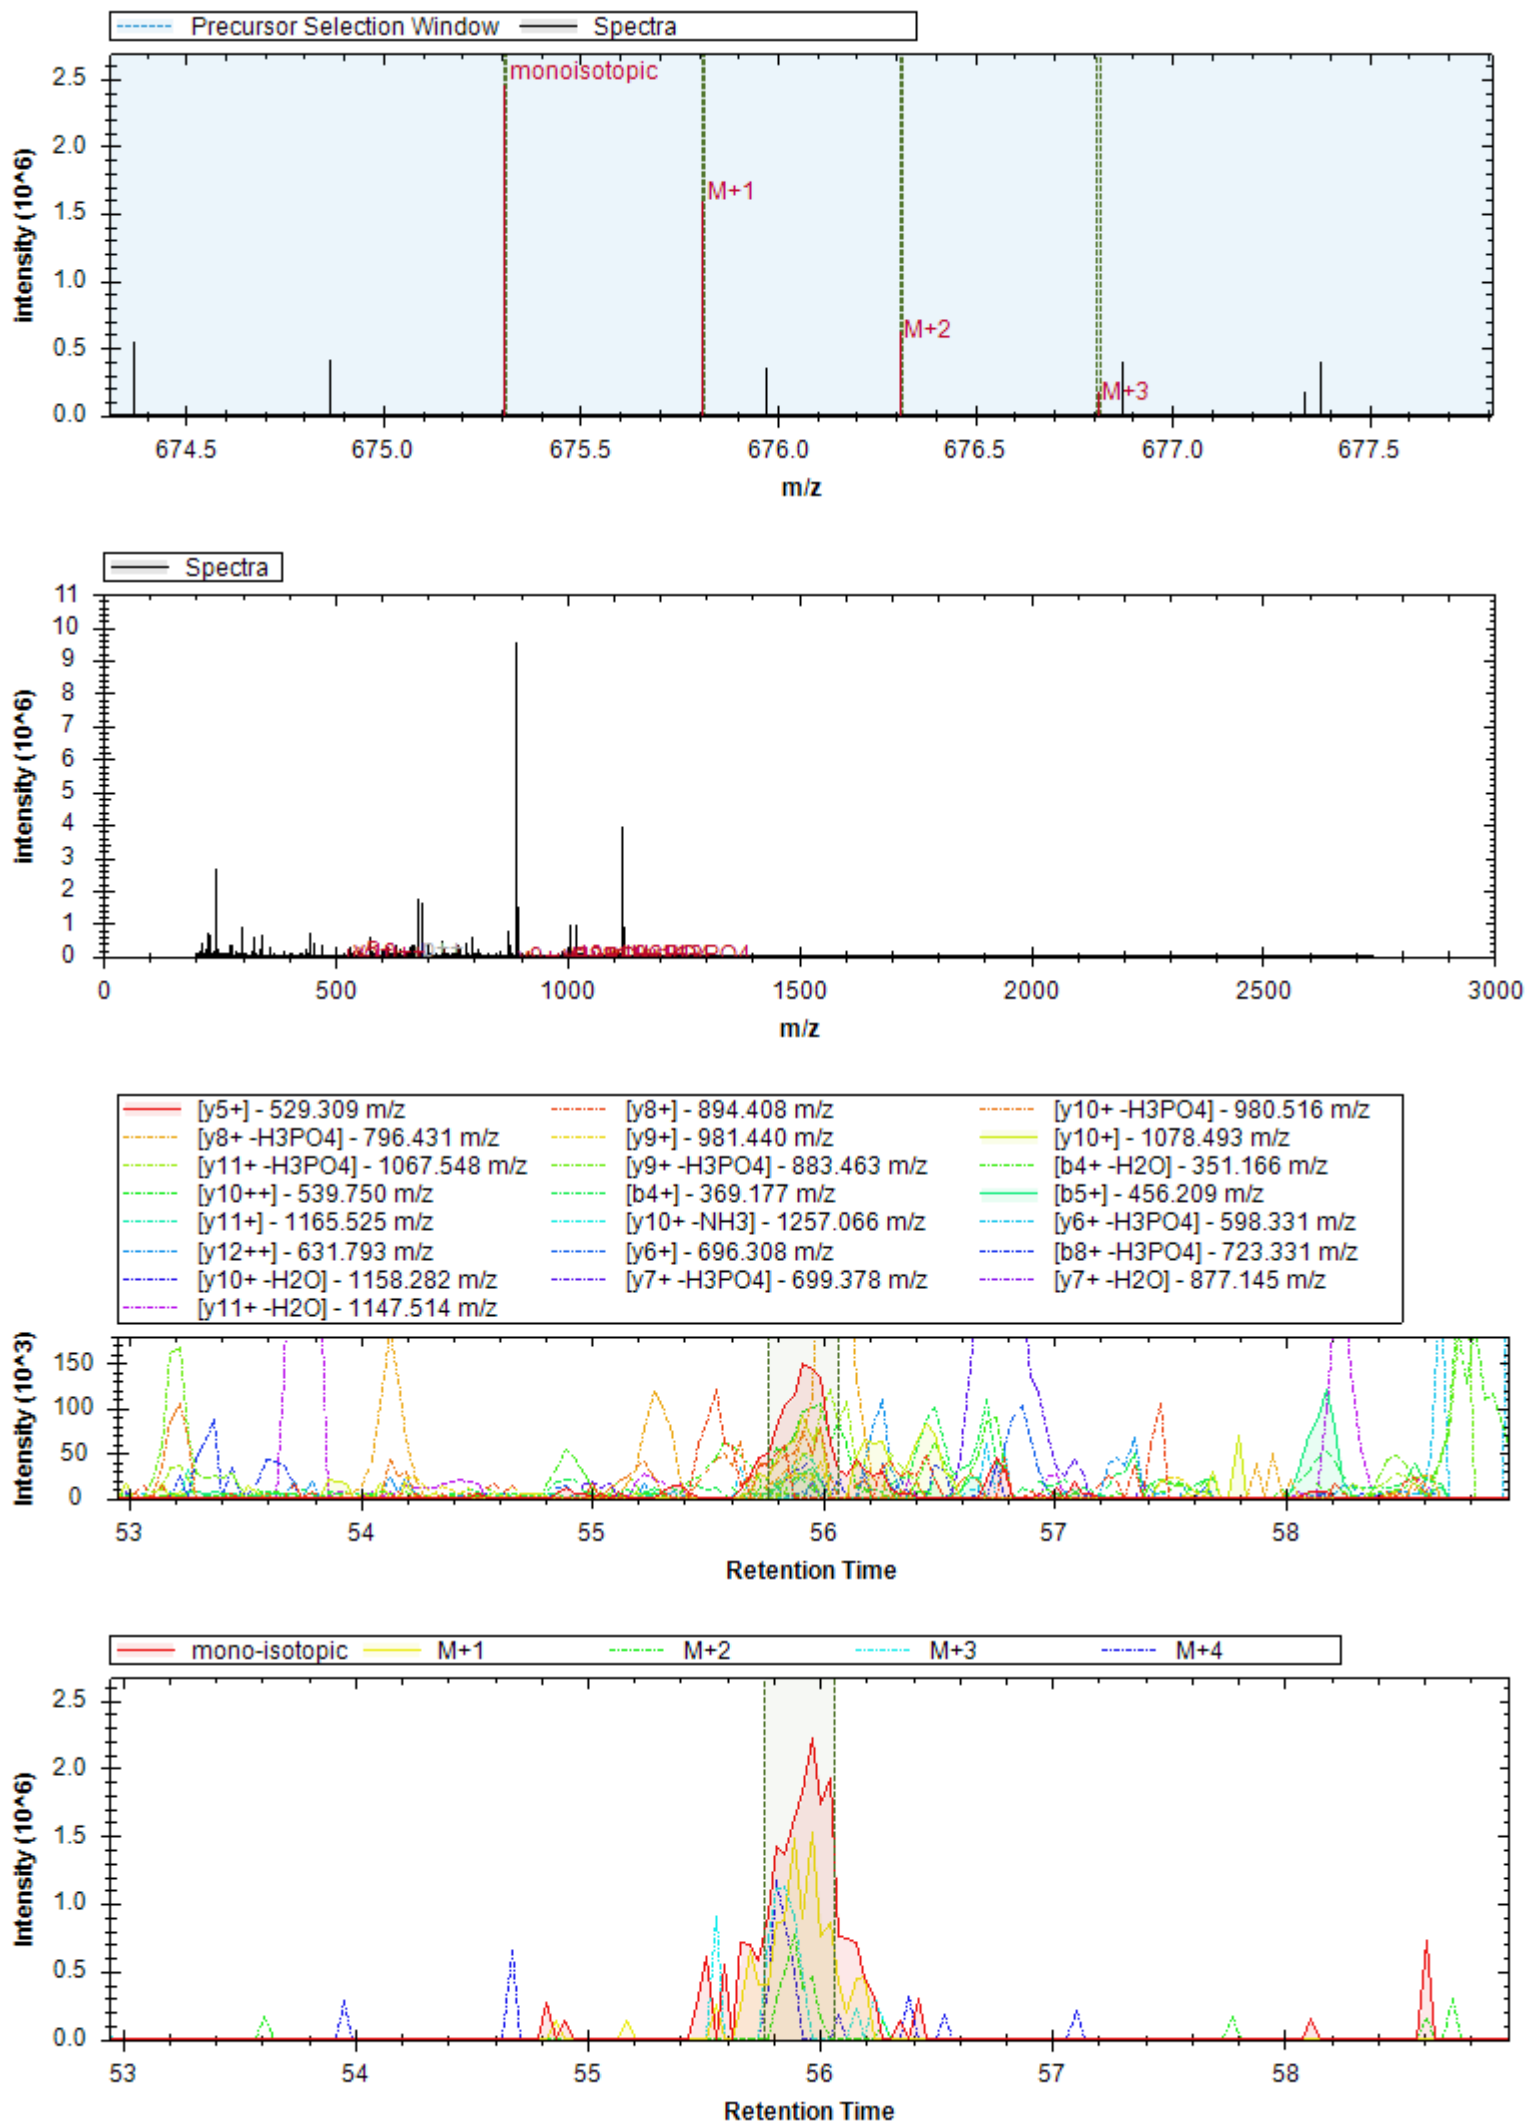 Precursor Selection Window Spectra
2.5
2.0
1.5
1.0
0.5
0.0
intensity (10^6)
monoisotopic
M+1
M+2
M+3
674.5 675.0 675.5 676.0 676.5 677.0 677.5
m/z
Spectra
11
10
9
8
7
6
5
4
3
2
1
0
intensity (10^6)
0 500 1000 1500 2000 2500 3000
m/z
[y5+] - 529.309 m/z [y8+] - 894.408 m/z [y10+ -H3PO4] - 980.516 m/z
[y8+ -H3PO4] - 796.431 m/z [y9+] - 981.440 m/z [y10+] - 1078.493 m/z
[y11+ -H3PO4] - 1067.548 m/z [y9+ -H3PO4] - 883.463 m/z [b4+ -H2O] - 351.166 m/z
[y10++] - 539.750 m/z [b4+] - 369.177 m/z [b5+] - 456.209 m/z
[y11+] - 1165.525 m/z [y10+ -NH3] - 1257.066 m/z [y6+ -H3PO4] - 598.331 m/z
[y12++] - 631.793 m/z [y6+] - 696.308 m/z [b8+ -H3PO4] - 723.331 m/z
[y10+ -H2O] - 1158.282 m/z [y7+ -H3PO4] - 699.378 m/z [y7+ -H2O] - 877.145 m/z
[y11+ -H2O] - 1147.514 m/z
150
100
50
0
Intensity (10^3)
53 54 55 56 57 58
Retention Time
mono-isotopic M+1 M+2 M+3 M+4
2.5
2.0
1.5
1.0
0.5
0.0
Intensity (10^6)
53 54 55 56 57 58
Retention Time